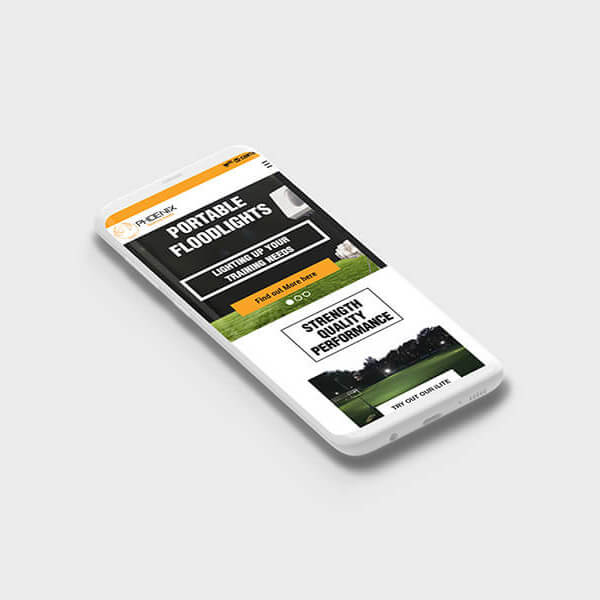 PHOENIX
PORTABLE
FLOODLIGHTS
LIGHTING UP YOUR
TRAINING NEEDS
Find out More here
STRENGTH
QUALITY
PERFORMANCE
TRY OUT OUR iLITE